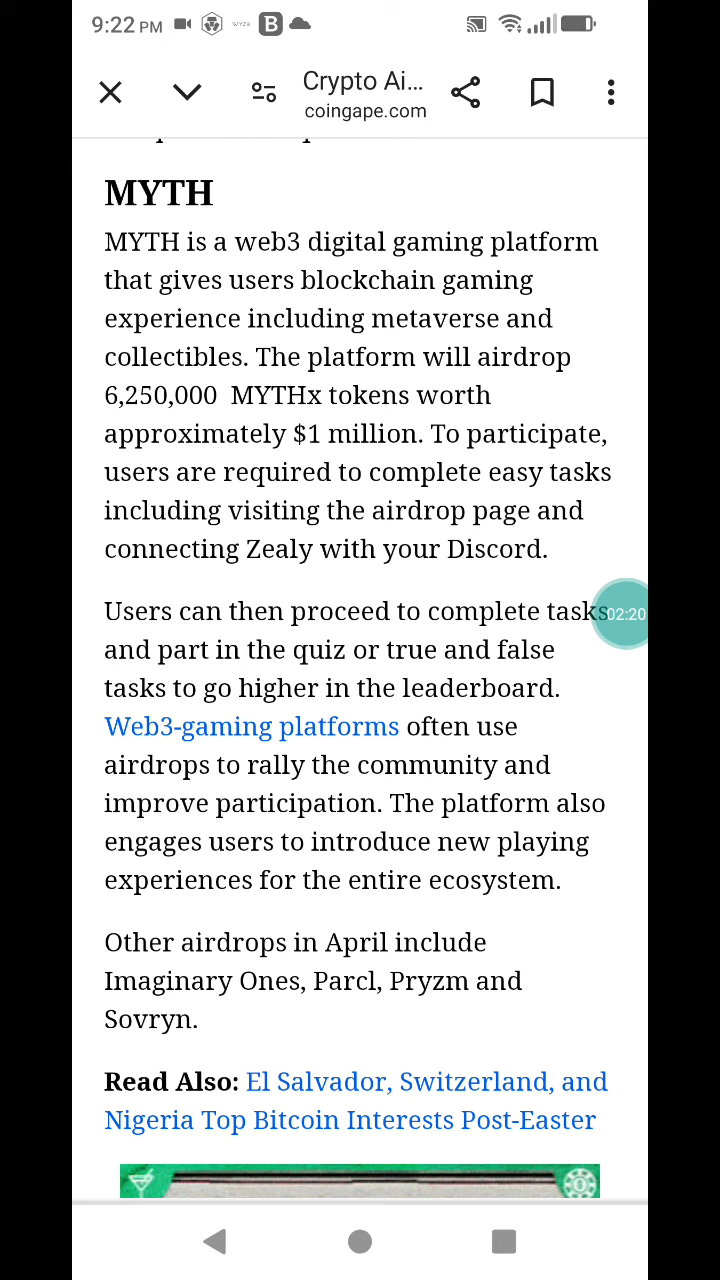 9:22 PM WYZE B
Crypto Ai...
coingape.com
MYTH
MYTH is a web3 digital gaming platform
that gives users blockchain gaming
experience including metaverse and
collectibles. The platform will airdrop
6,250,000  MYTHx tokens worth
approximately $1 million. To participate,
users are required to complete easy tasks
including visiting the airdrop page and
connecting Zealy with your Discord.
Users can then proceed to complete tasks
02:20
and part in the quiz or true and false
tasks to go higher in the leaderboard.
Web3-gaming platforms often use
airdrops to rally the community and
improve participation. The platform also
engages users to introduce new playing
experiences for the entire ecosystem.
Other airdrops in April include
Imaginary Ones, Parcl, Pryzm and
Sovryn.
Read Also: El Salvador, Switzerland, and
Nigeria Top Bitcoin Interests Post-Easter